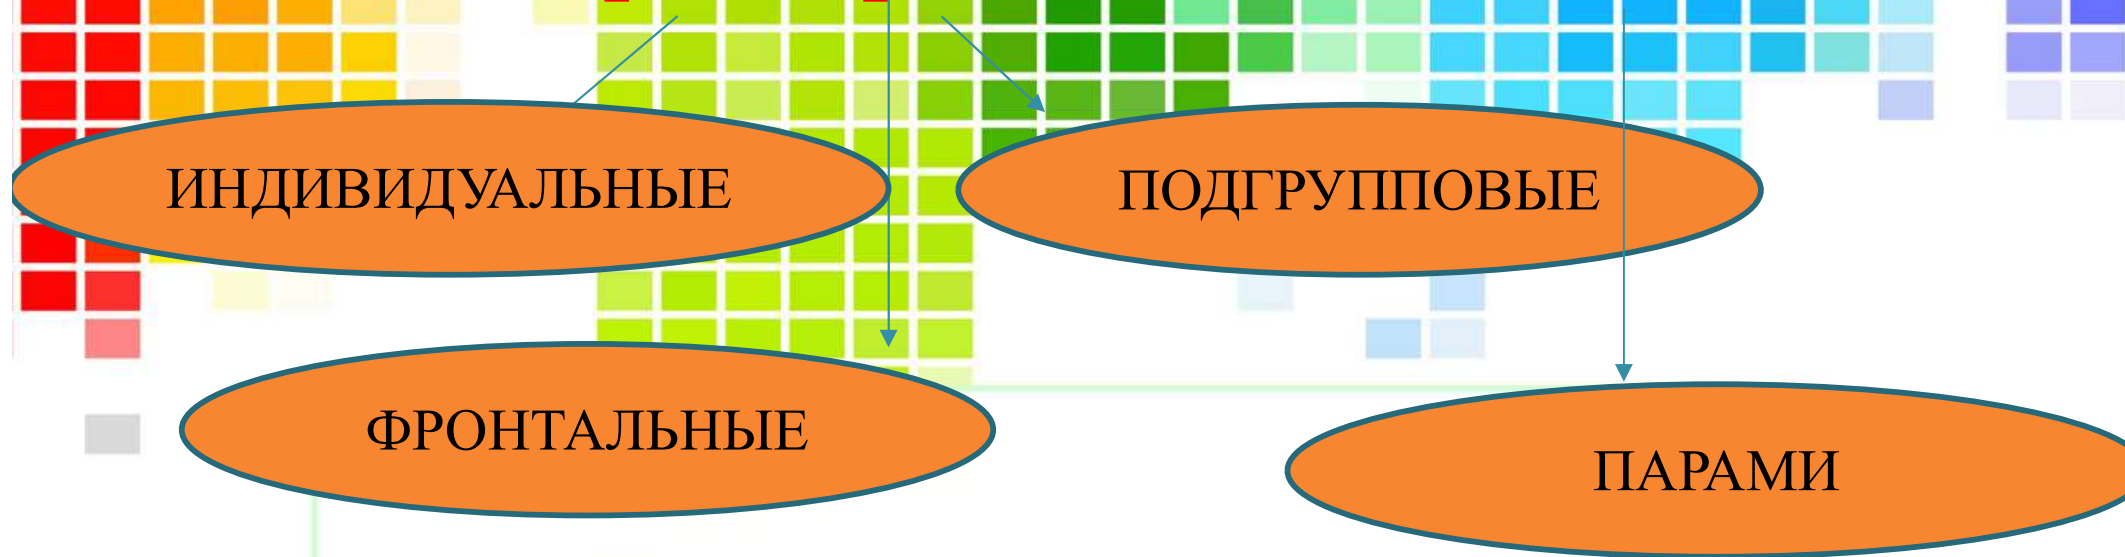 ИНДИВИДУАЛЬНЫЕ
ПОДГРУППОВЫЕ
ФРОНТАЛЬНЫЕ
ПАРАМИ